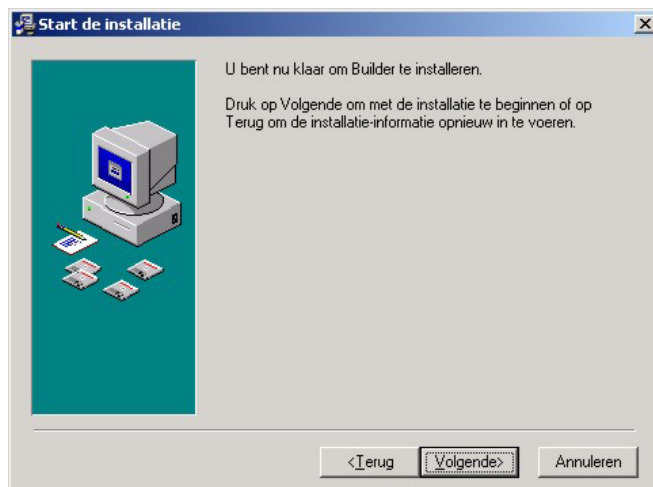 Start de installatie
U bent nu klaar om Builder te installeren.
Druk op Volgende om met de installatie te beginnen of op
Terug om de installatie-informatie opnieuw in te voeren.
<Terug Volgende> Annuleren